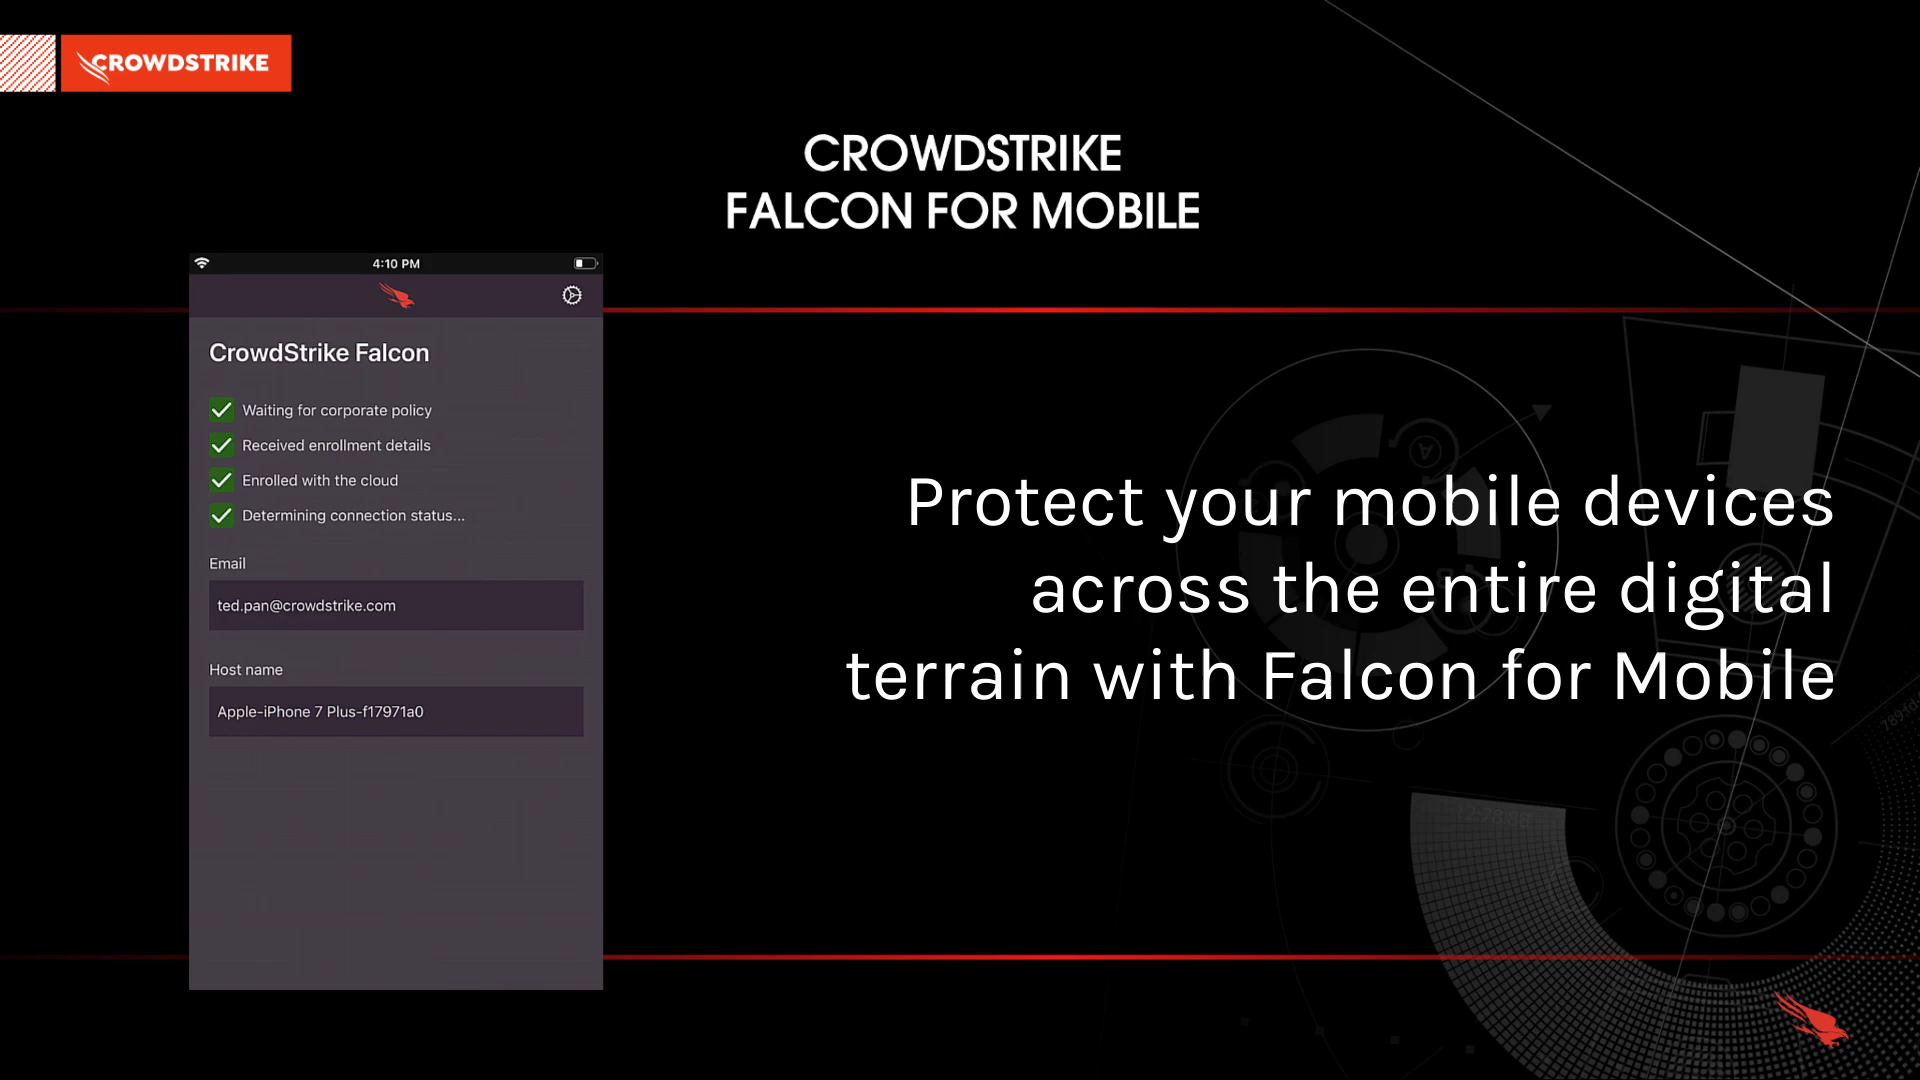 CROWDSTRIKE
CROWDSTRIKE
FALCON FOR MOBILE
4:10 PM
CrowdStrike Falcon
Waiting for corporate policy
Received enrollment details
Enrolled with the cloud
Determining connection status...
Email
ted.pan@crowdstrike.com
Host name
Apple-iPhone 7 Plus-f17971a0
Protect your mobile devices
across the entire digital
terrain with Falcon for Mobile